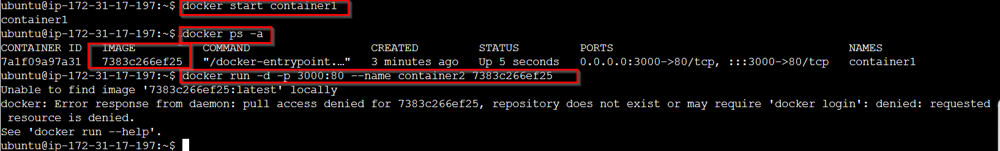 ubuntu@ip-172-31-17-197:~$ docker start container1
container1
ubuntu@ip-172-31-17-197:~$ docker ps -a
CONTAINER ID   IMAGE          COMMAND                  CREATED         STATUS         PORTS                                   NAMES
7a1f09a97a31   7383c266ef25   "/docker-entrypoint.…"   3 minutes ago   Up 5 seconds   0.0.0.0:3000->80/tcp, :::3000->80/tcp   container1
ubuntu@ip-172-31-17-197:~$ docker run -d -p 3000:80 --name container2 7383c266ef25
Unable to find image '7383c266ef25:latest' locally
docker: Error response from daemon: pull access denied for 7383c266ef25, repository does not exist or may require 'docker login': denied: requested
resource is denied.
See 'docker run --help'.
ubuntu@ip-172-31-17-197:~$